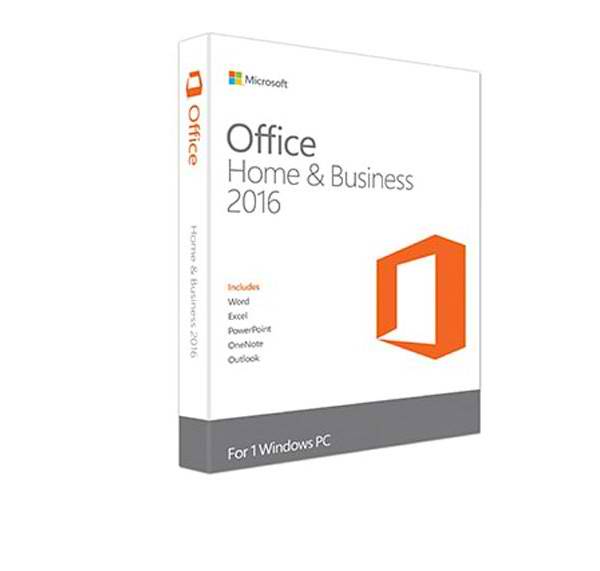 Microsoft
Office
Home & Business
2016
Includes
Word
Excel
PowerPoint
OneNote
Outlook
For 1 Windows PC
Office
Home & Business 2016